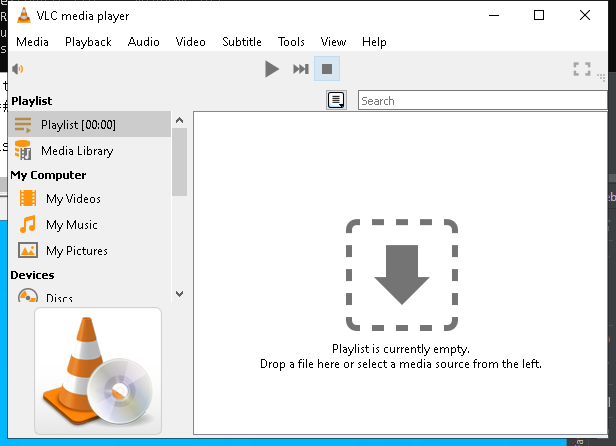 VLC media player
Media Playback Audio Video Subtitle Tools View Help
Playlist
Search
Playlist [00:00]
Media Library
My Computer
My Videos
My Music
My Pictures
Devices
Discs
Playlist is currently empty.
Drop a file here or select a media source from the left.